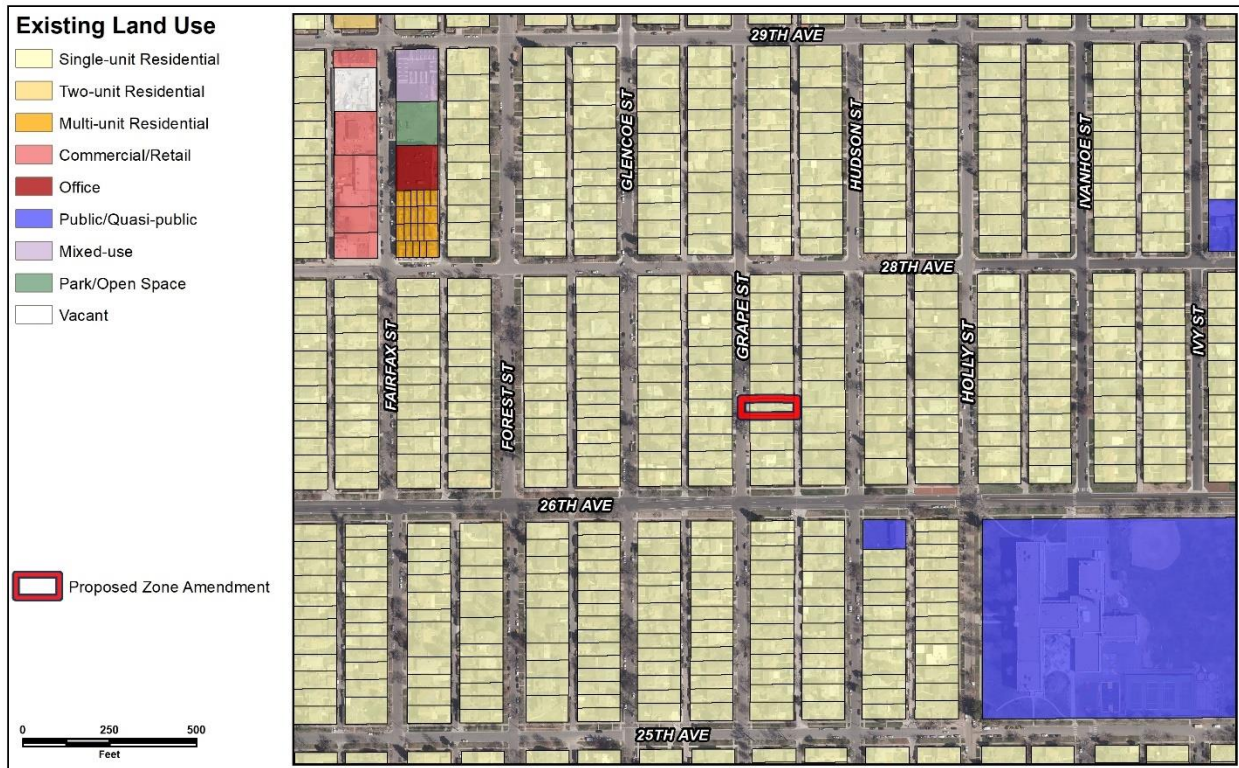 Existing Land Use
Single-unit Residential
Two-unit Residential
Multi-unit Residential
Commercial/Retail
Office
Public/Quasi-public
Mixed-use
Park/Open Space
Vacant
Proposed Zone Amendment
0 250 500
Feet
29TH AVE
GLENCOE ST
HUDSON ST
IVANHOE ST
28TH AVE
FAIRFAX ST
FOREST ST
GRAPE ST
HOLLY ST
IVY ST
26TH AVE
25TH AVE